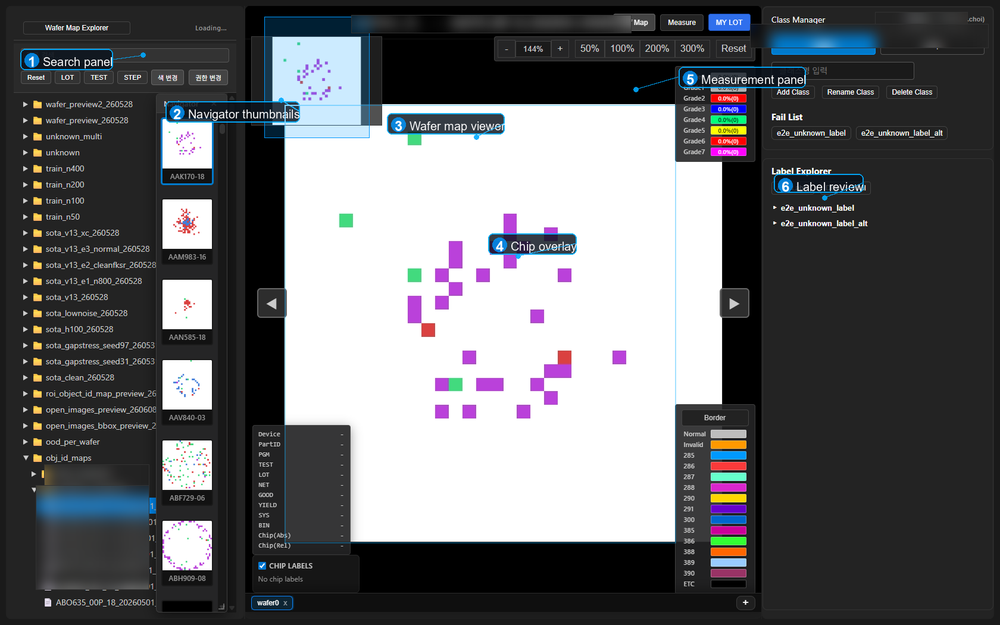 Wafer Map Explorer
Loading...
1 Search panel
Reset
LOT
TEST
STEP
색 변경
권한 변경
wafer_preview2_260528
wafer_preview_260528
unknown_multi
unknown
train_n400
train_n200
train_n100
train_n50
sota_v13_xc_260528
sota_v13_e3_normal_260528
sota_v13_e2_cleanfksr_260528
sota_v13_e1_n800_260528
sota_v13_260528
sota_lownoise_260528
sota_h100_260528
sota_gapstress_seed97_26053
sota_gapstress_seed31_26053
sota_clean_260528
roi_object_id_map_preview_26
open_images_preview_260608
open_images_bbox_preview_2
ood_per_wafer
obj_id_maps
ABO635_00P_18_20260501_
2 Navigator thumbnails
AAK170-18
AAM983-16
AAN585-18
AAV840-03
ABF729-06
ABH909-08
Map
Measure
MY LOT
-
144%
+
50%
100%
200%
300%
Reset
3 Wafer map viewer
4 Chip overlay
5 Measurement panel
Grade1 0.0%(0)
Grade2 0.0%(0)
Grade3 0.0%(0)
Grade4 0.0%(0)
Grade5 0.0%(0)
Grade6 0.0%(0)
Grade7 0.0%(0)
Device -
PartID -
PGM -
TEST -
LOT -
NET -
GOOD -
YIELD -
SYS -
BIN -
Chip(Abs) -
Chip(Rel) -
CHIP LABELS
No chip labels
wafer0 x
+
Border
Normal
Invalid
285
286
287
288
290
291
300
385
386
388
389
390
ETC
Class Manager
.choi)
명 입력
Add Class
Rename Class
Delete Class
Fail List
e2e_unknown_label
e2e_unknown_label_alt
Label Explorer
6 Label review
e2e_unknown_label
e2e_unknown_label_alt